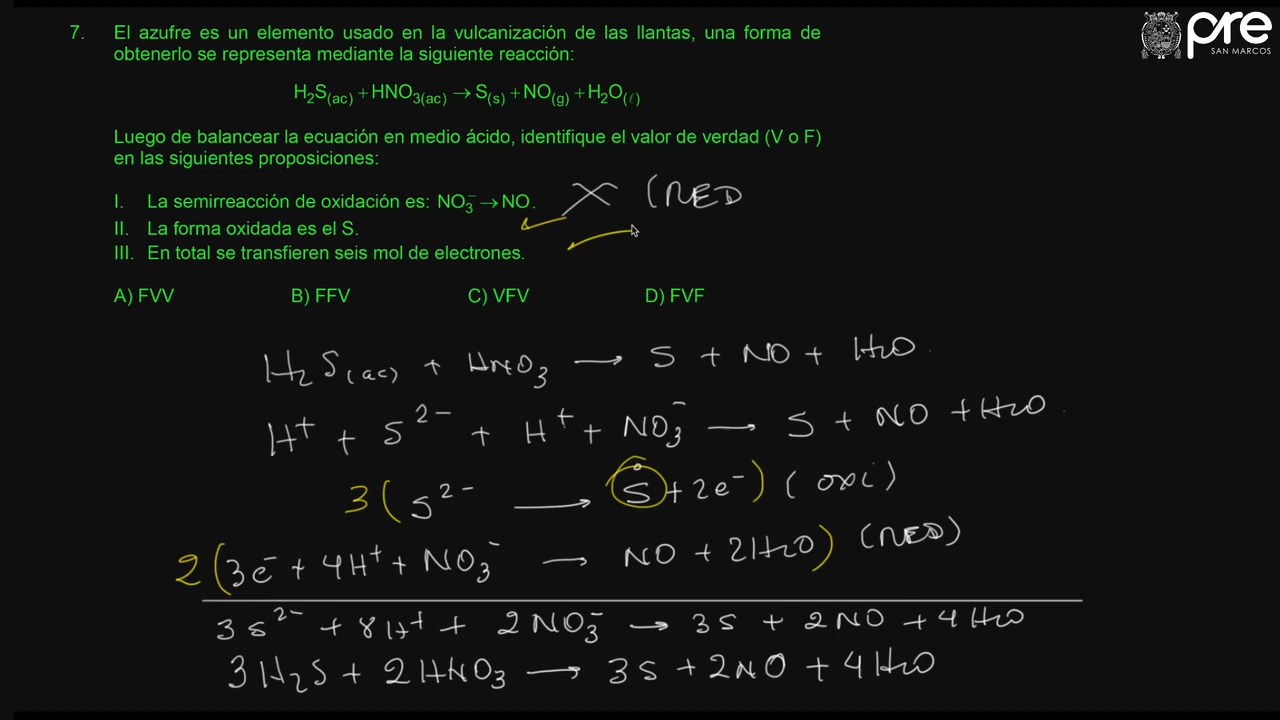 pre
SAN MARCOS
7. El azufre es un elemento usado en la vulcanización de las llantas, una forma de
obtenerlo se representa mediante la siguiente reacción:
H₂S(ac) + HNO₃(ac) → S(s) + NO(g) + H₂O(ℓ)
Luego de balancear la ecuación en medio ácido, identifique el valor de verdad (V o F)
en las siguientes proposiciones:
I. La semirreacción de oxidación es: NO₃⁻ → NO. X (RED
II. La forma oxidada es el S.
III. En total se transfieren seis mol de electrones.
A) FVV B) FFV C) VFV D) FVF
H₂S(ac) + HNO₃ → S + NO + H₂O
H⁺ + S²⁻ + H⁺ + NO₃⁻ → S + NO + H₂O
3(S²⁻ → S + 2e⁻) (oxi)
2(3e⁻ + 4H⁺ + NO₃⁻ → NO + 2H₂O) (RED)
3S²⁻ + 8H⁺ + 2NO₃⁻ → 3S + 2NO + 4H₂O
3H₂S + 2HNO₃ → 3S + 2NO + 4H₂O